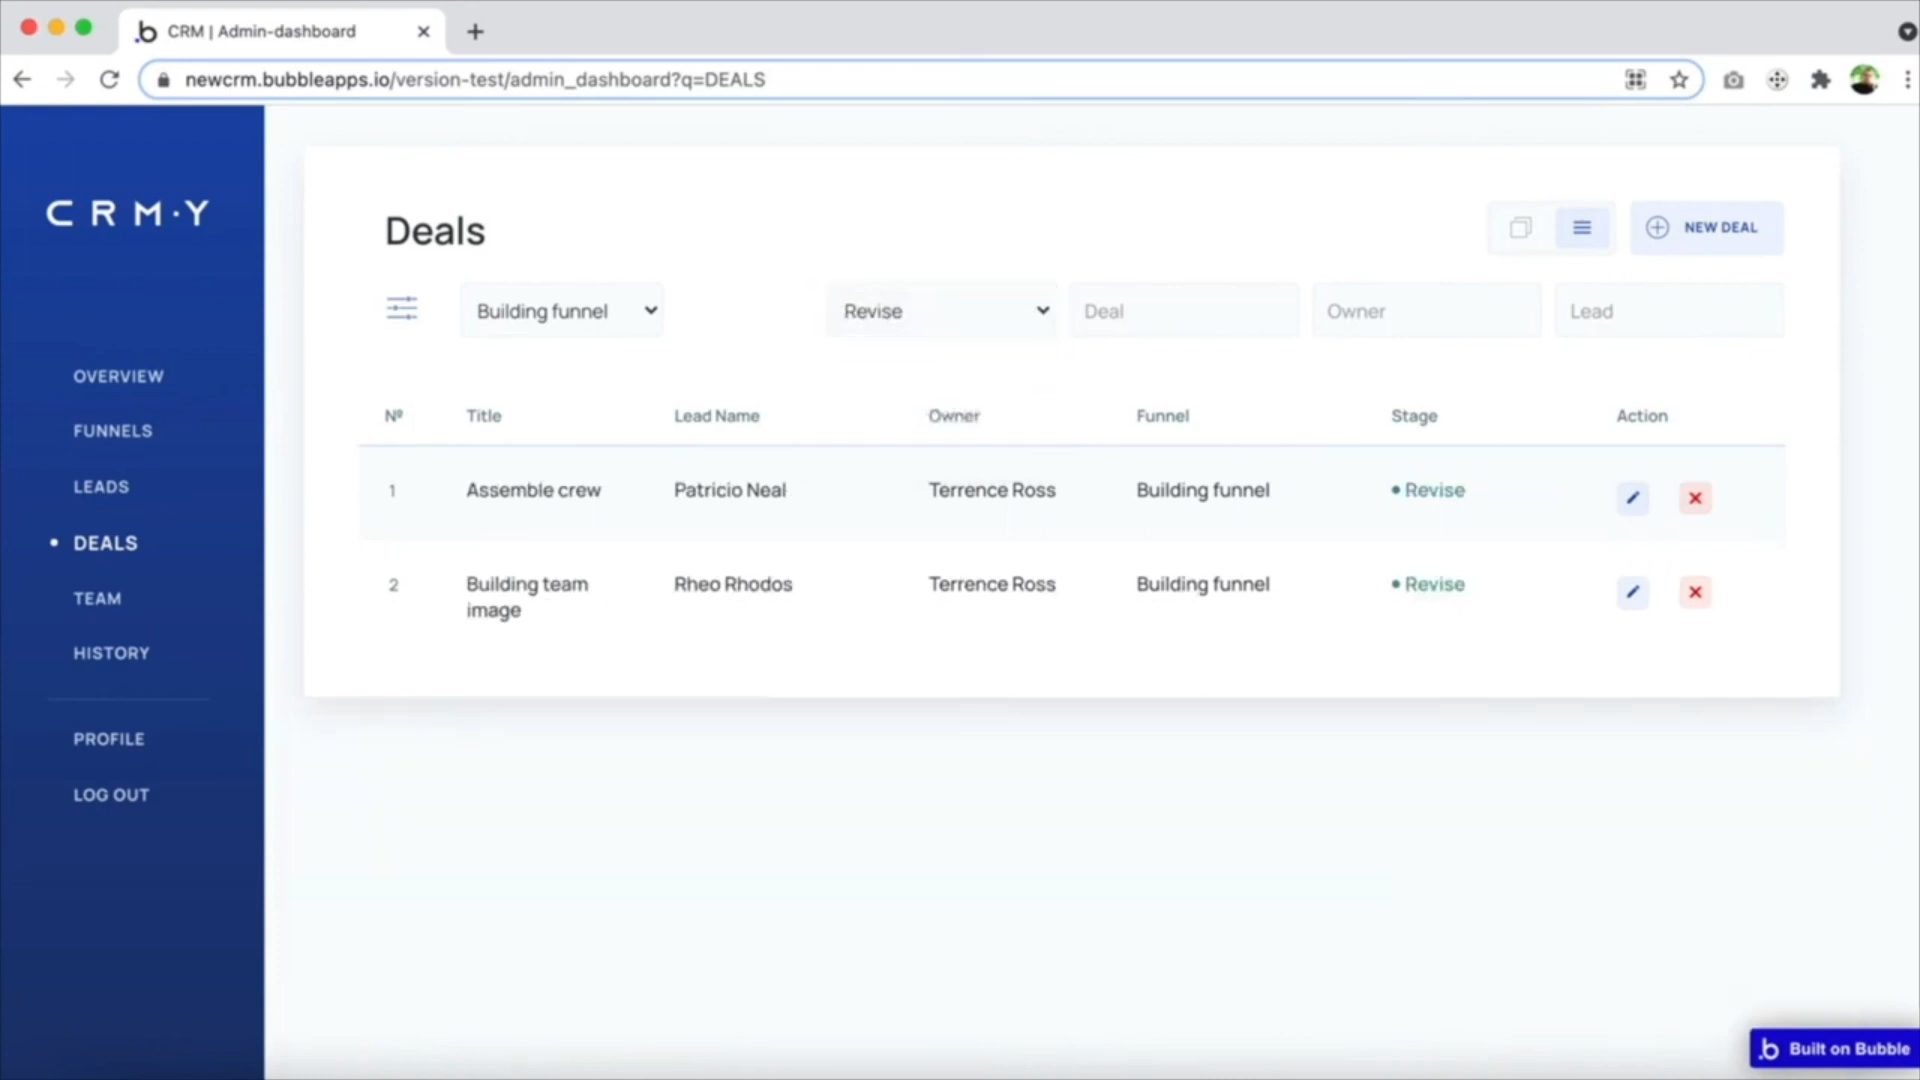 CRM | Admin-dashboard
newcrm.bubbleapps.io/version-test/admin_dashboard?q=DEALS
CRM·Y
OVERVIEW
FUNNELS
LEADS
DEALS
TEAM
HISTORY
PROFILE
LOG OUT
Deals
NEW DEAL
Building funnel
Revise
Deal
Owner
Lead
Nº Title Lead Name Owner Funnel Stage Action
1 Assemble crew Patricio Neal Terrence Ross Building funnel Revise
2 Building team Rheo Rhodos Terrence Ross Building funnel Revise
image
.b Built on Bubble